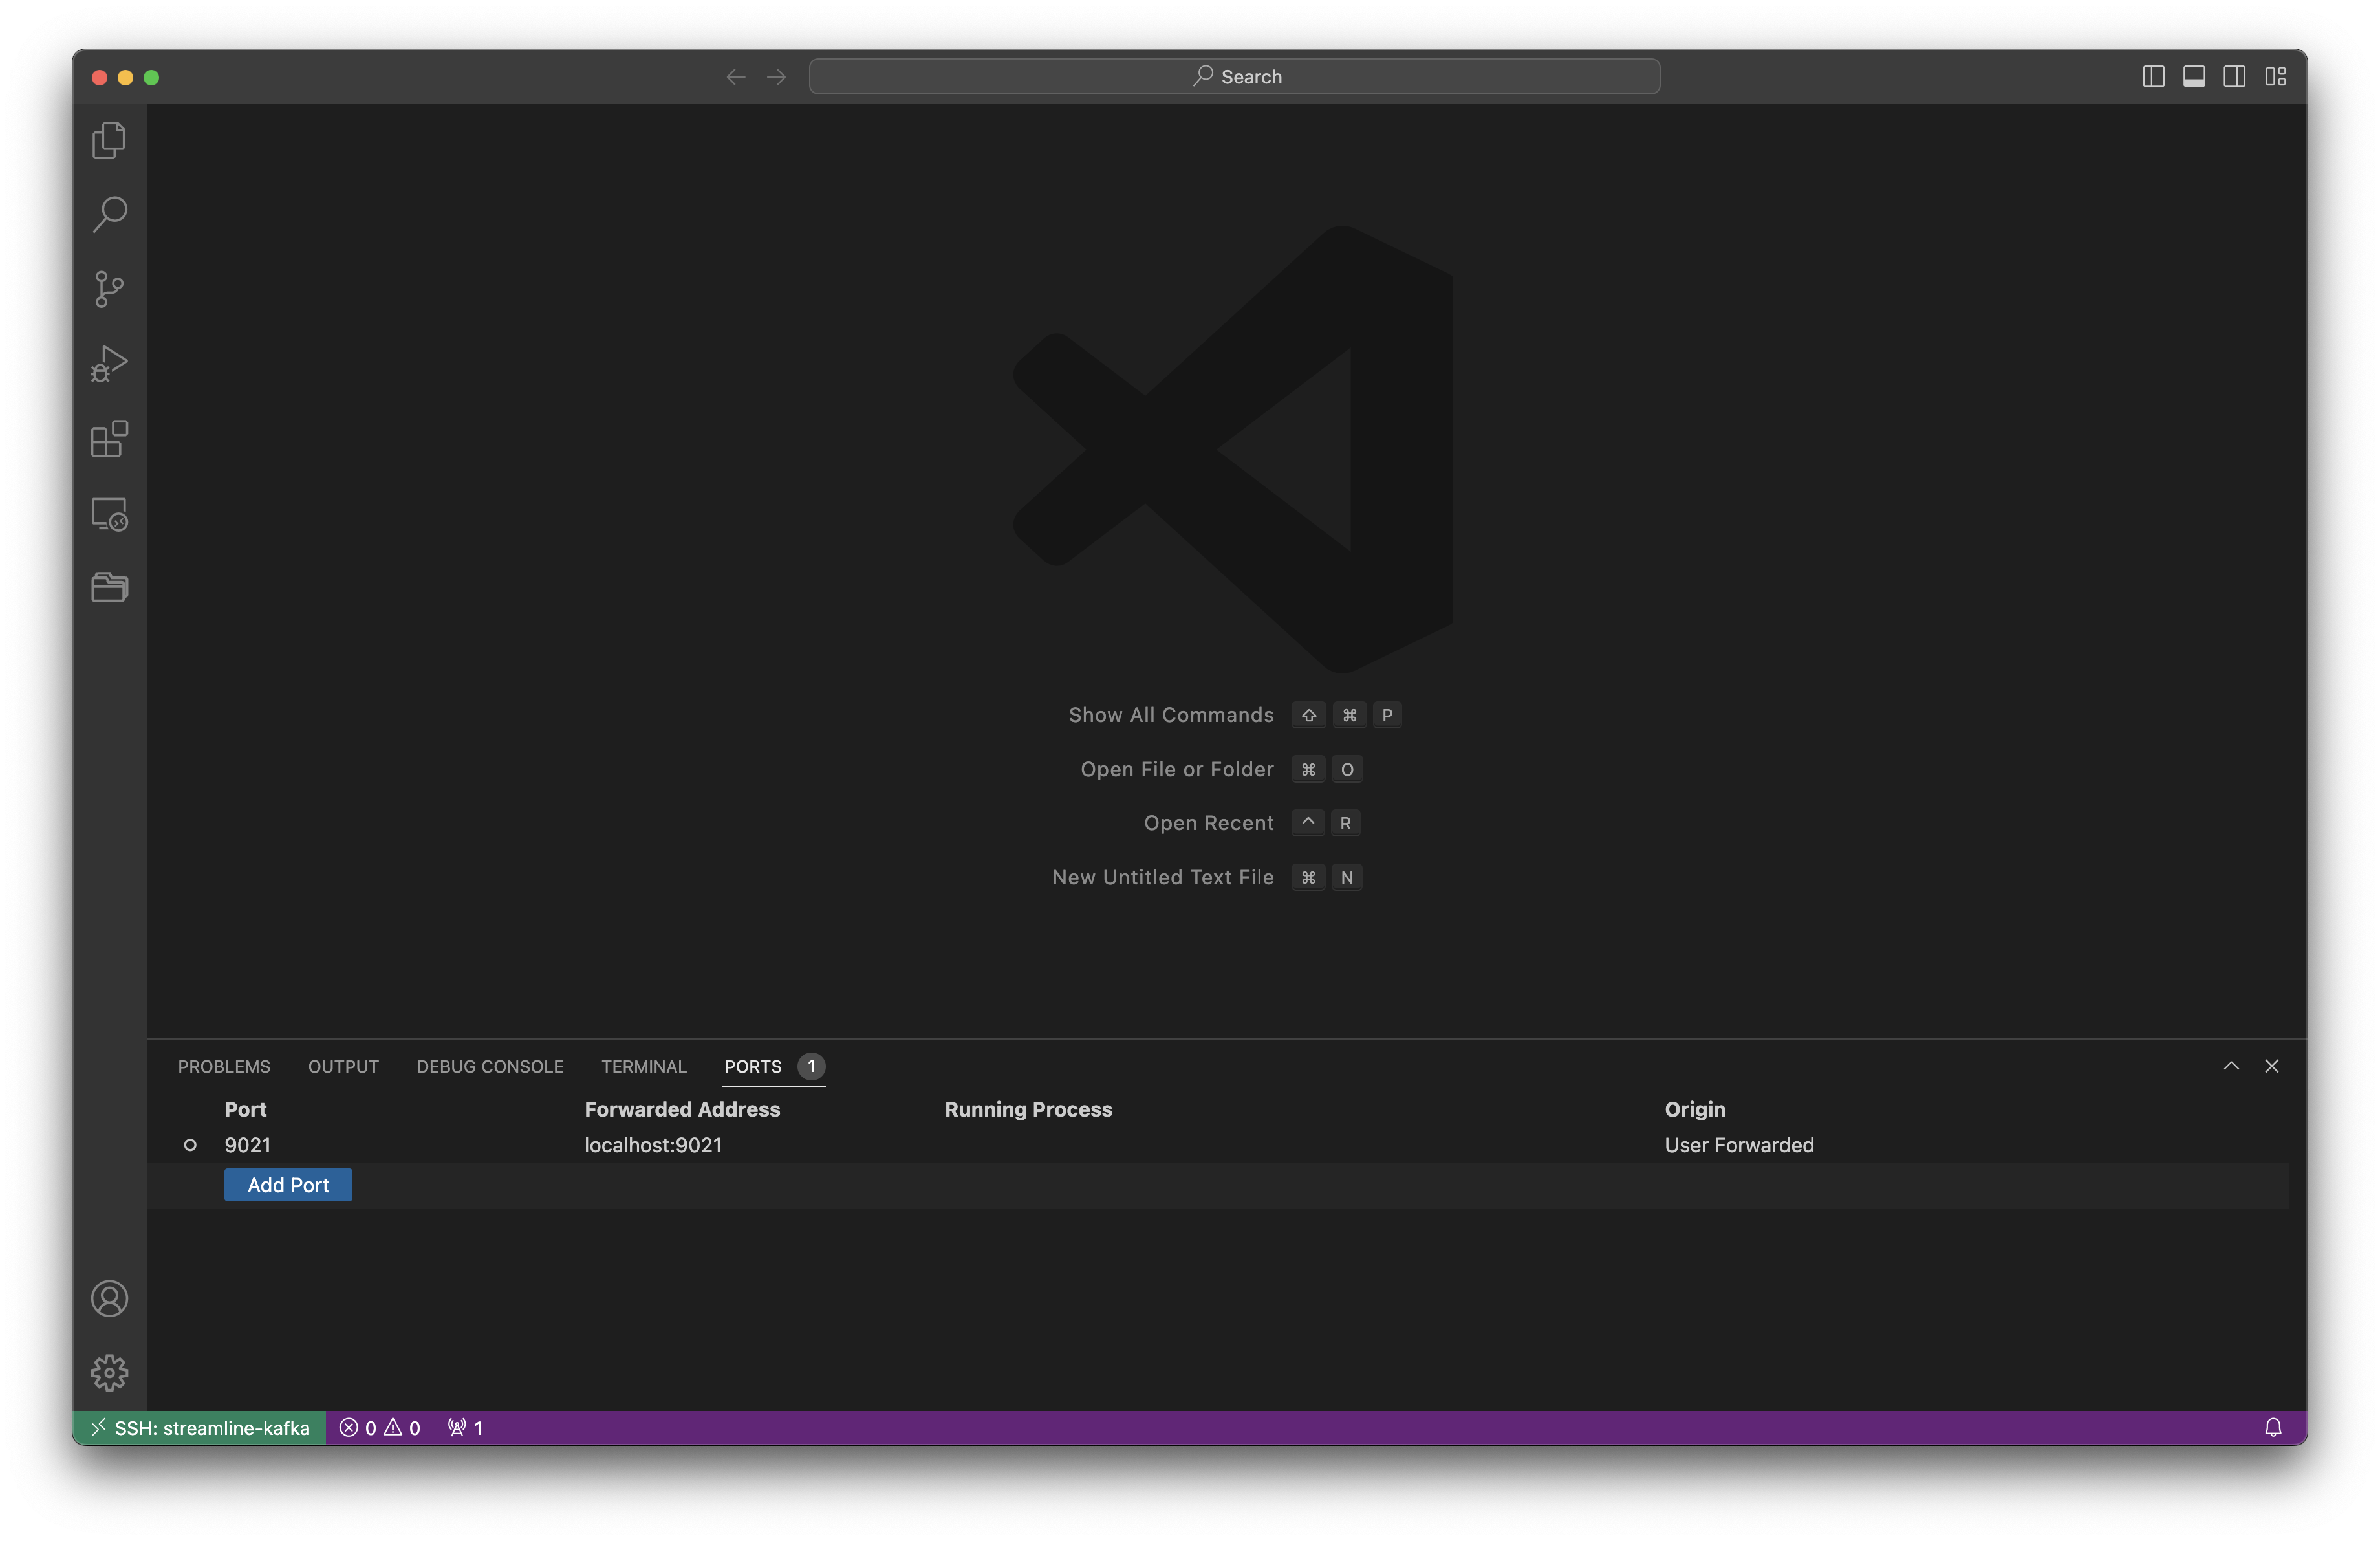 Search
Show All Commands ⇧ ⌘ P
Open File or Folder ⌘ O
Open Recent ^ R
New Untitled Text File ⌘ N
PROBLEMS OUTPUT DEBUG CONSOLE TERMINAL PORTS 1
Port Forwarded Address Running Process Origin
9021 localhost:9021 User Forwarded
Add Port
SSH: streamline-kafka 0 0 1